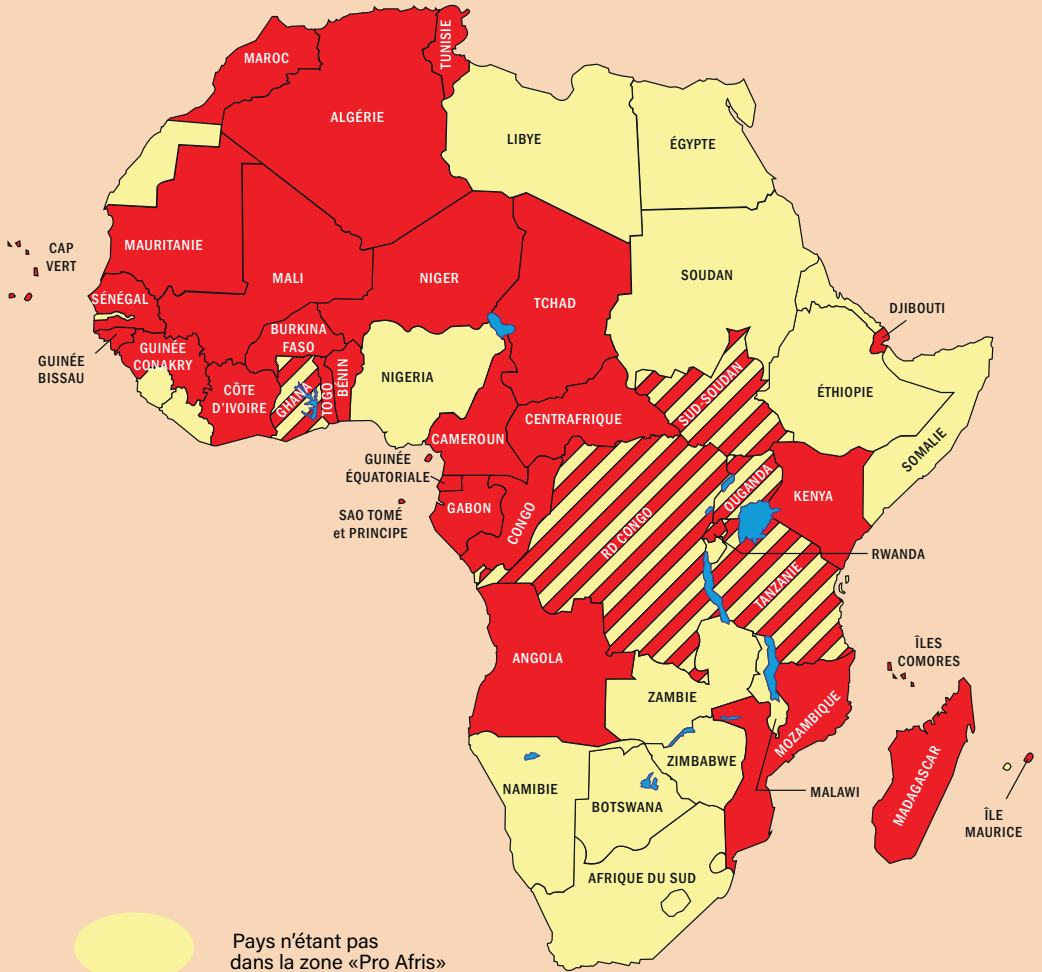 MAROC
TUNISIE
ALGÉRIE
LIBYE
ÉGYPTE
MAURITANIE
CAP
VERT
MALI
NIGER
SOUDAN
SÉNÉGAL
TCHAD
DJIBOUTI
BURKINA
FASO
GUINÉE
BISSAU
GUINÉE
CONAKRY
CÔTE
D'IVOIRE
GHANA
TOGO
BÉNIN
NIGERIA
SUD-SOUDAN
ÉTHIOPIE
CENTRAFRIQUE
CAMEROUN
SOMALIE
GUINÉE
ÉQUATORIALE
OUGANDA
KENYA
GABON
CONGO
SAO TOMÉ
et PRINCIPE
RD CONGO
RWANDA
TANZANIE
ÎLES
COMORES
ANGOLA
ZAMBIE
MOZAMBIQUE
ZIMBABWE
MADAGASCAR
NAMIBIE
MALAWI
BOTSWANA
ÎLE
MAURICE
AFRIQUE DU SUD
Pays n'étant pas
dans la zone «Pro Afris»